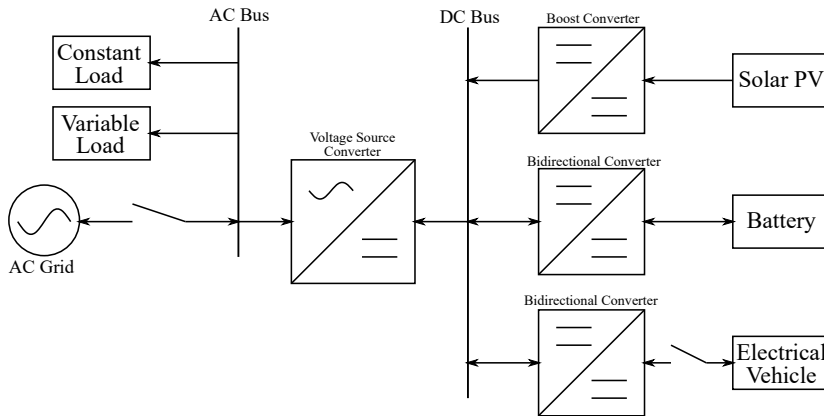 AC Bus
DC Bus
Boost Converter
Constant
Load
Solar PV
Variable
Load
Voltage Source
Converter
Bidirectional Converter
Battery
AC Grid
Bidirectional Converter
Electrical
Vehicle